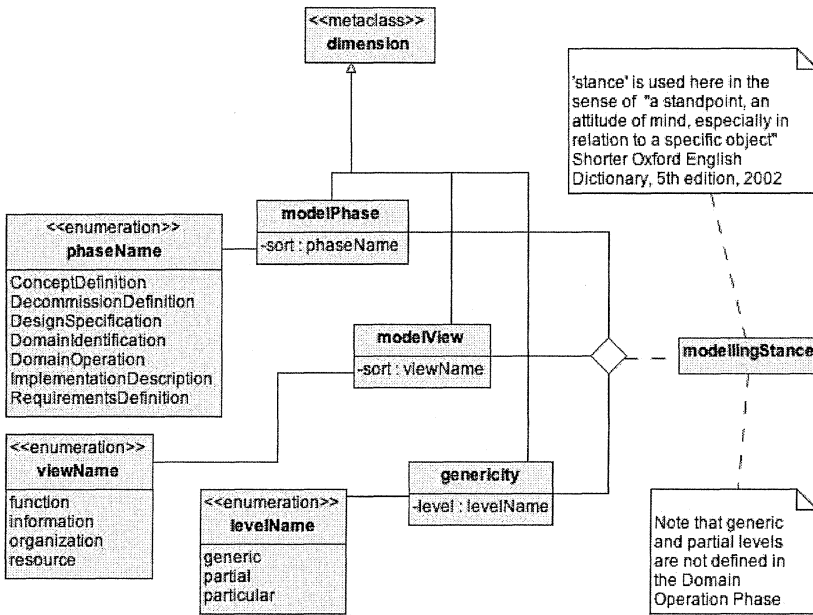 <<metaclass>>
dimension
'stance' is used here in the
sense of "a standpoint, an
attitude of mind, especially in
relation to a specific object"
Shorter Oxford English
Dictionary, 5th edition, 2002
modelPhase
-sort : phaseName
<<enumeration>>
phaseName
ConceptDefinition
DecommissionDefinition
DesignSpecification
DomainIdentification
DomainOperation
ImplementationDescription
RequirementsDefinition
modelView
-sort : viewName
modellingStance
<<enumeration>>
viewName
function
information
organization
resource
<<enumeration>>
levelName
generic
partial
particular
genericity
-level : levelName
Note that generic
and partial levels
are not defined in
the Domain
Operation Phase